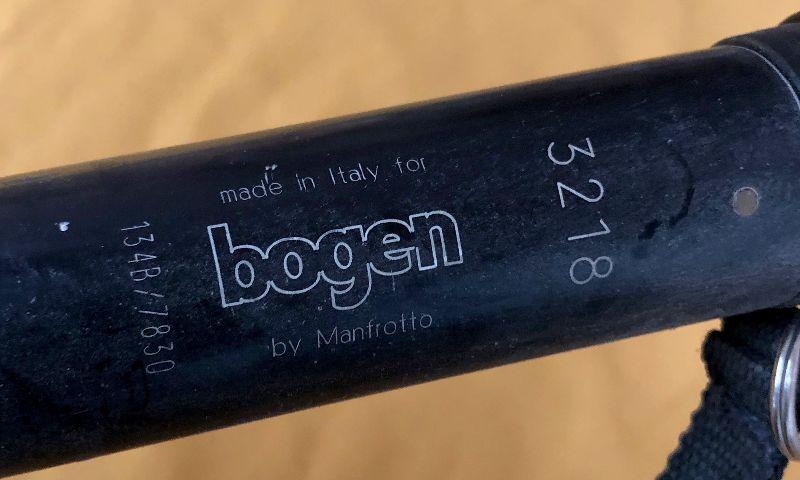 made in Italy for
bogen
by Manfrotto
3218
134B/7830